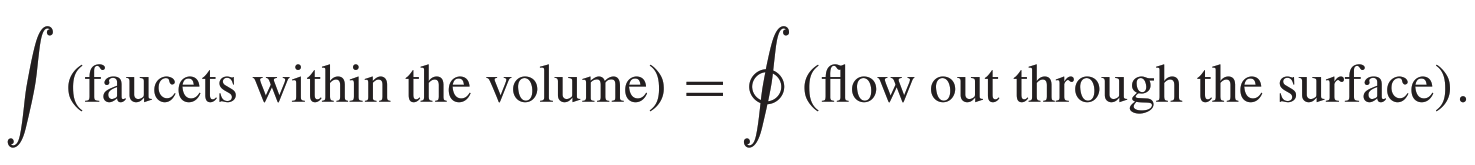 ∫ (faucets within the volume) = ∮ (flow out through the surface).